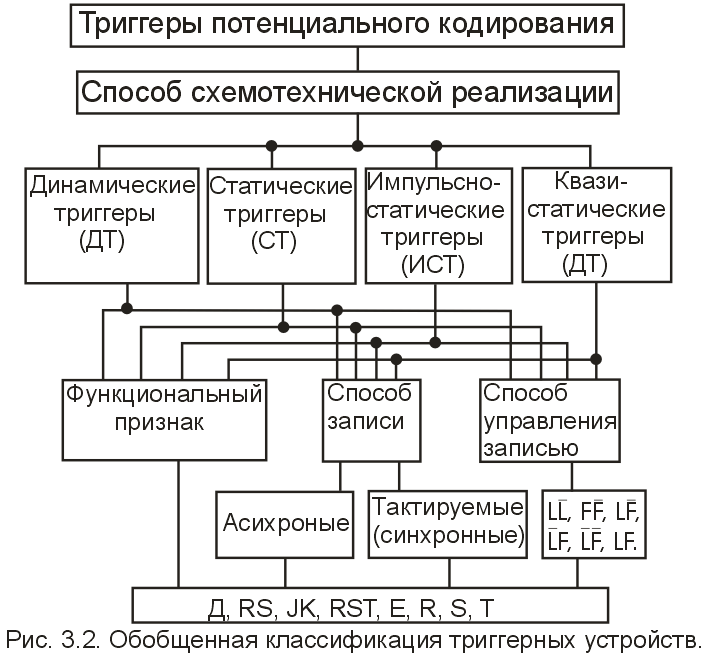 Триггеры потенциального кодирования
Способ схемотехнической реализации
Динамические
триггеры
(ДТ)
Статические
триггеры
(СТ)
Импульсно-
статические
триггеры
(ИСТ)
Квази-
статические
триггеры
(ДТ)
Функциональный
признак
Способ
записи
Способ
управления
записью
Асихроные
Тактируемые
(синхронные)
LL̅, FF̅, LF̅,
L̅F, L̅F̅, LF.
Д, RS, JK, RST, E, R, S, T
Рис. 3.2. Обобщенная классификация триггерных устройств.